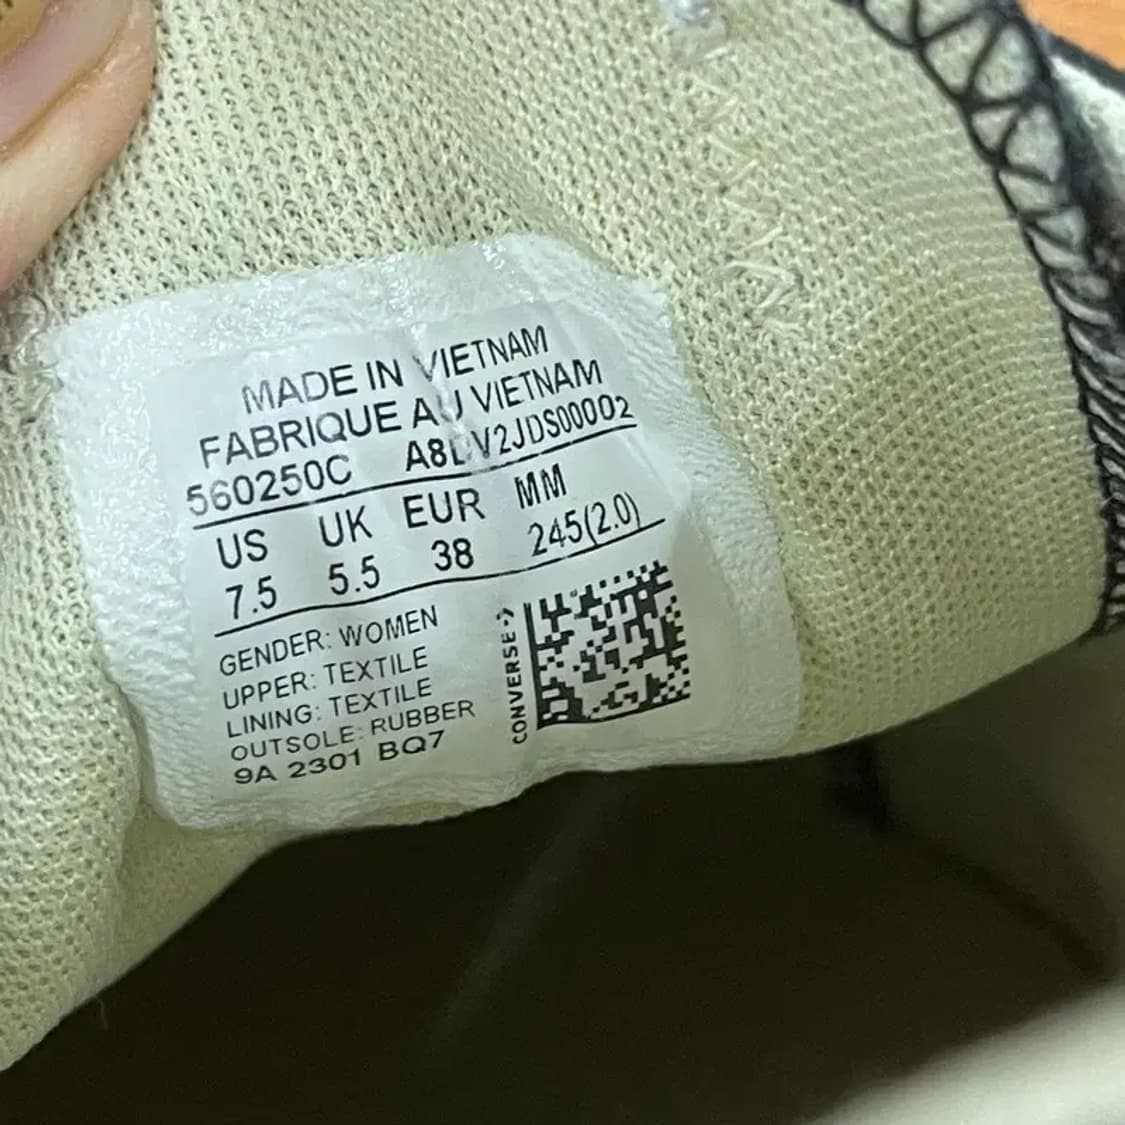 MADE IN VIETNAM
FABRIQUE AU VIETNAM
560250C A8DV2JDS00002
US UK EUR MM
7.5 5.5 38 245(2.0)
GENDER: WOMEN
UPPER: TEXTILE
LINING: TEXTILE
OUTSOLE: RUBBER
9A 2301 BQ7
CONVERSE